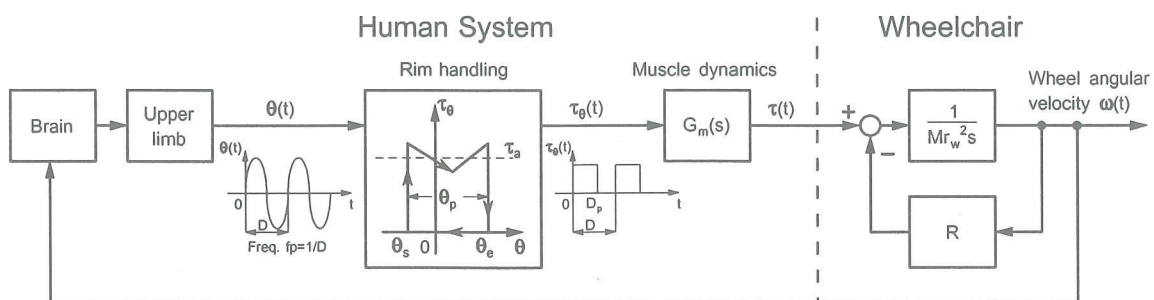 Human System
Wheelchair
Rim handling
Muscle dynamics
Wheel angular
velocity ω(t)
Brain
Upper
limb
θ(t)
τθ
τa
θp
θs 0 θe θ
τθ(t)
Gm(s)
τ(t)
+
−
1
Mrw²s
R
θ(t)
0
t
D
Freq. fp=1/D
τθ(t)
0
t
Dp
D